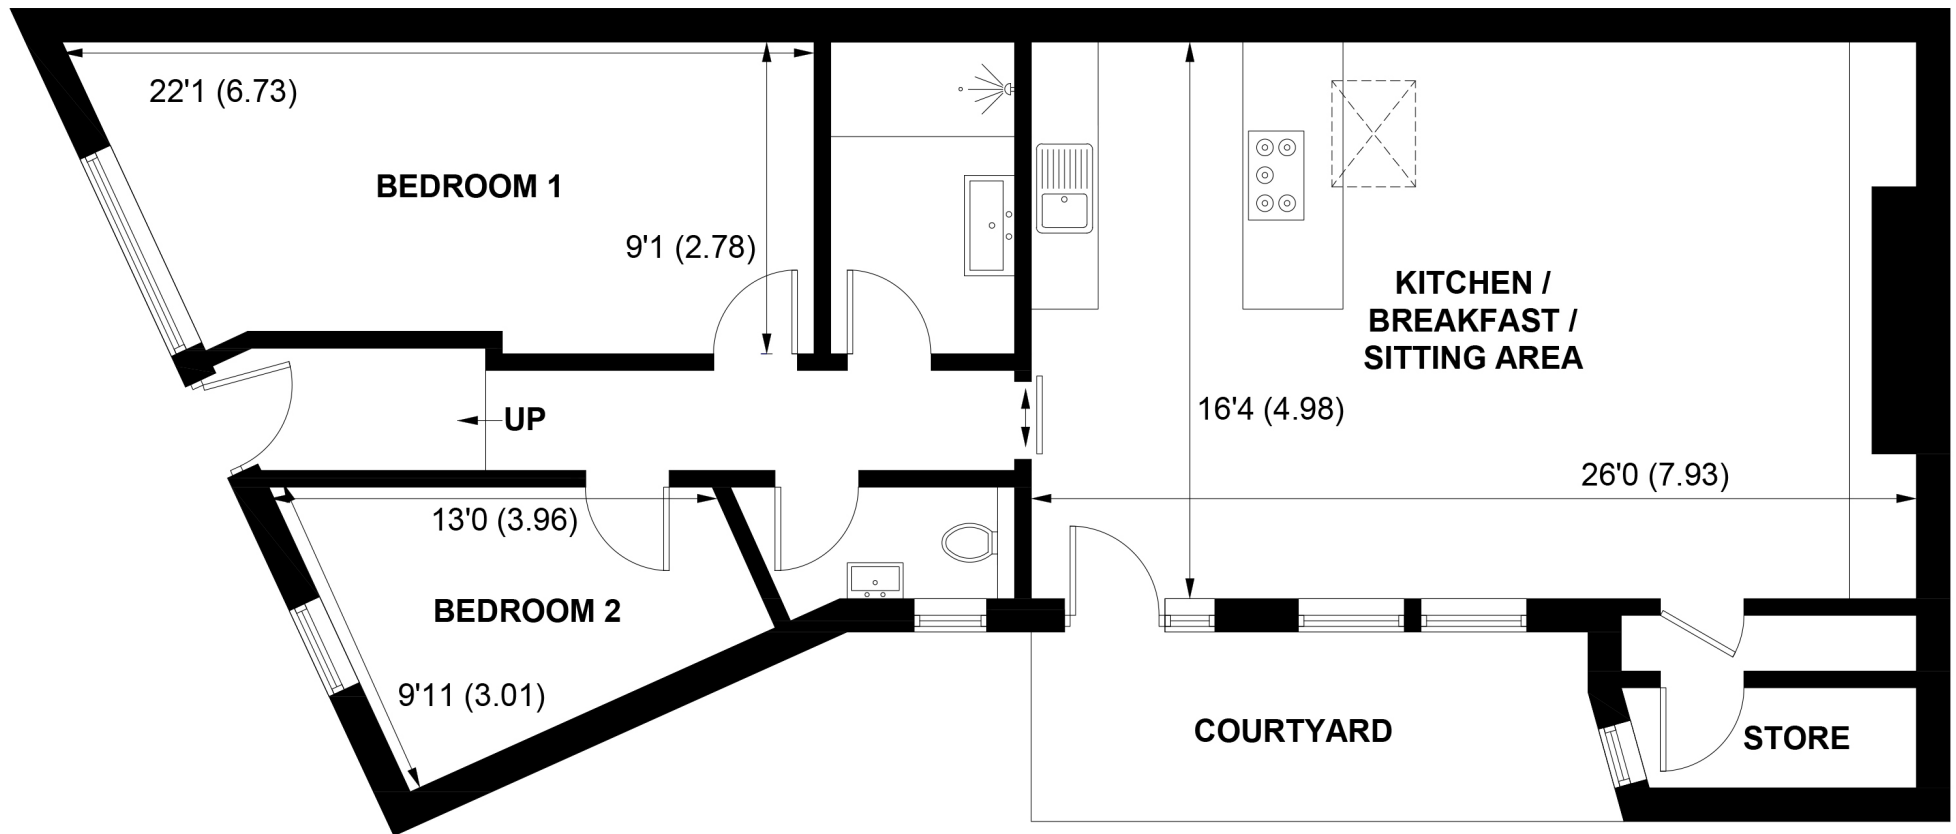 22'1 (6.73)
BEDROOM 1
9'1 (2.78)
KITCHEN /
BREAKFAST /
SITTING AREA
16'4 (4.98)
UP
26'0 (7.93)
13'0 (3.96)
BEDROOM 2
9'11 (3.01)
COURTYARD
STORE